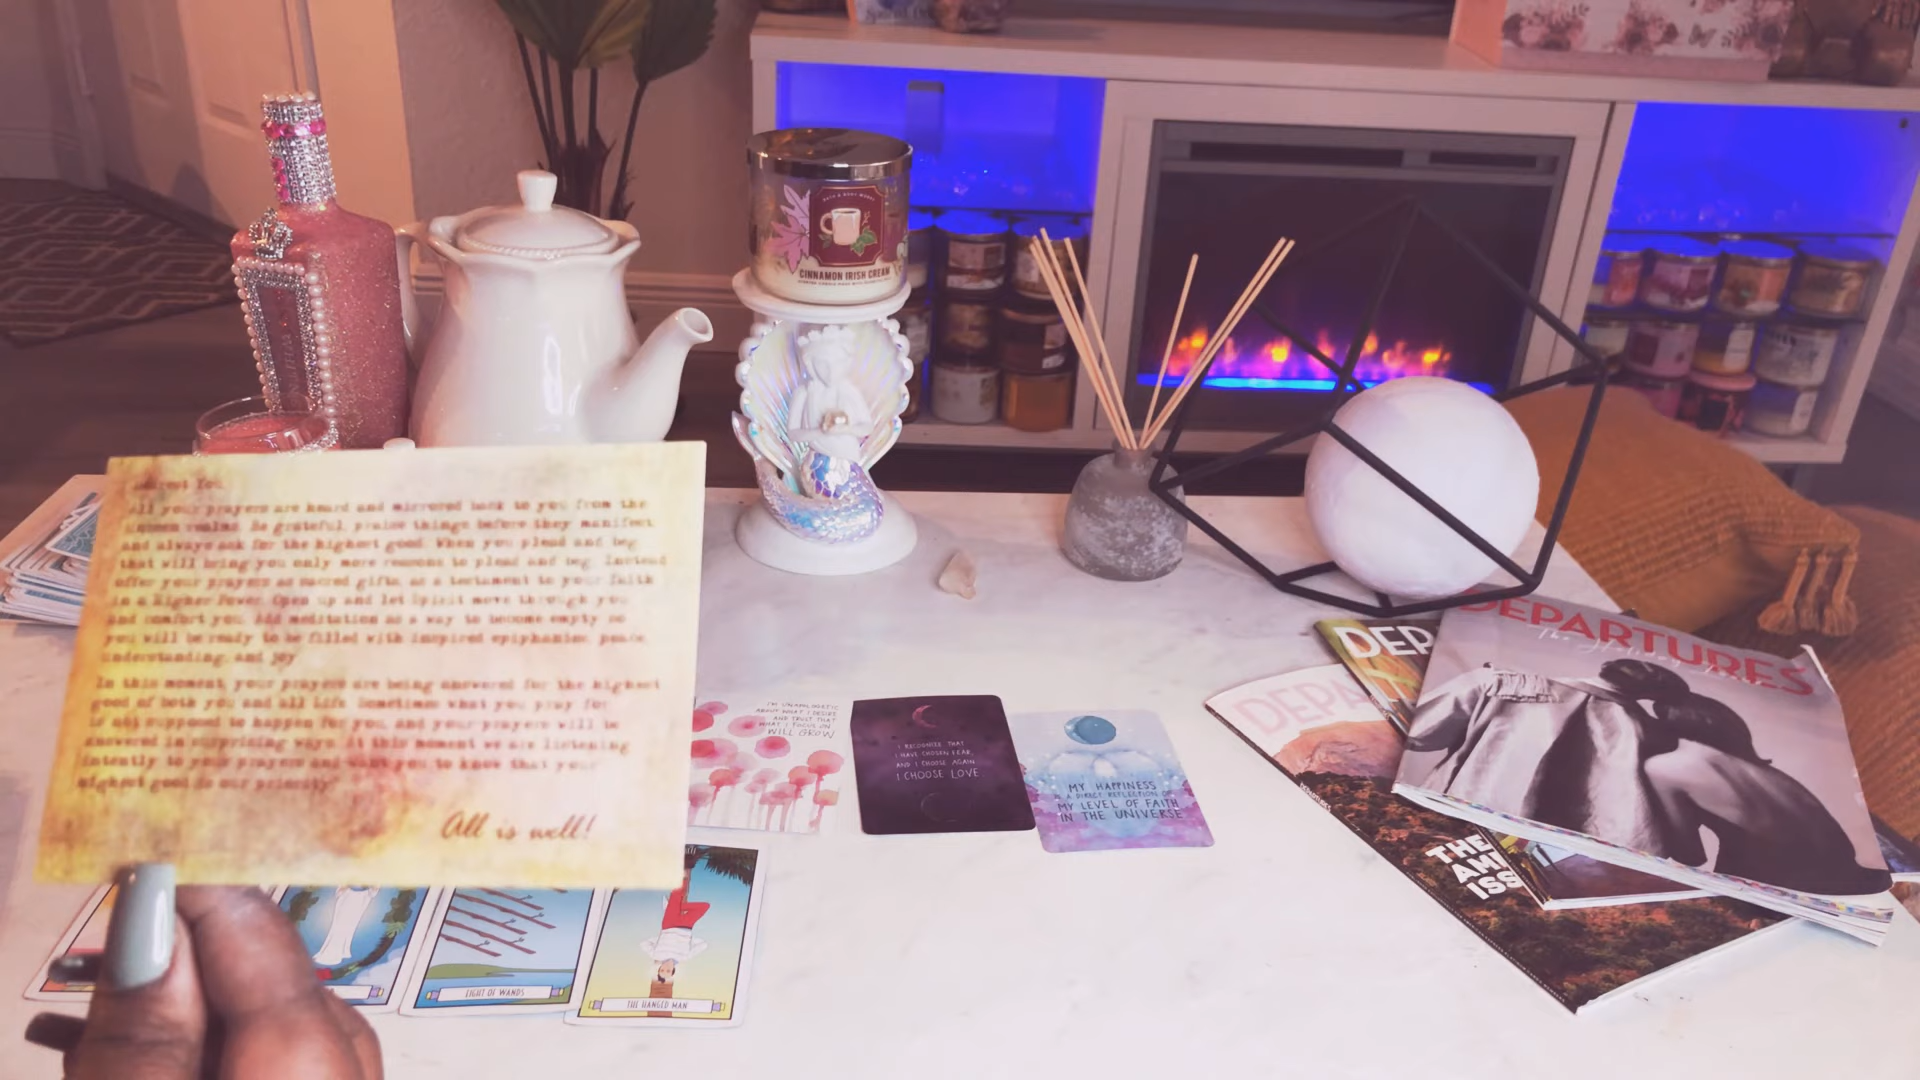 CINNAMON IRISH CREAM
All your prayers are heard and mirrored back to you from the
unseen realms. Be grateful, praise things before they manifest
and always ask for the highest good. When you plead and beg
that will bring you only more reasons to plead and beg. Instead
offer your prayers as sacred gifts, as a testament to your faith
in a Higher Power. Open up and let Spirit move through you
and comfort you. Add meditation as a way to become empty so
you will be ready to be filled with inspired epiphanies, peace,
understanding, and joy.
In this moment your prayers are being answered for the highest
good of both you and all life. Sometimes what you pray for
is not supposed to happen for you, and your prayers will be
answered in surprising ways. At this moment we are listening
intently to your prayers and want you to know that your
highest good is our priority.
All is well!
I'M UNAPOLOGETIC
ABOUT WHAT I DESIRE
AND TRUST THAT
WHAT I FOCUS ON
WILL GROW
I RECOGNIZE THAT
I HAVE CHOSEN FEAR,
AND I CHOOSE AGAIN.
I CHOOSE LOVE.
MY HAPPINESS
IS A DIRECT REFLECTION OF
MY LEVEL OF FAITH
IN THE UNIVERSE
EIGHT OF WANDS
THE HANGED MAN
DEP
DEPARTURES
DEPA
DEPARTURES
THE
IS